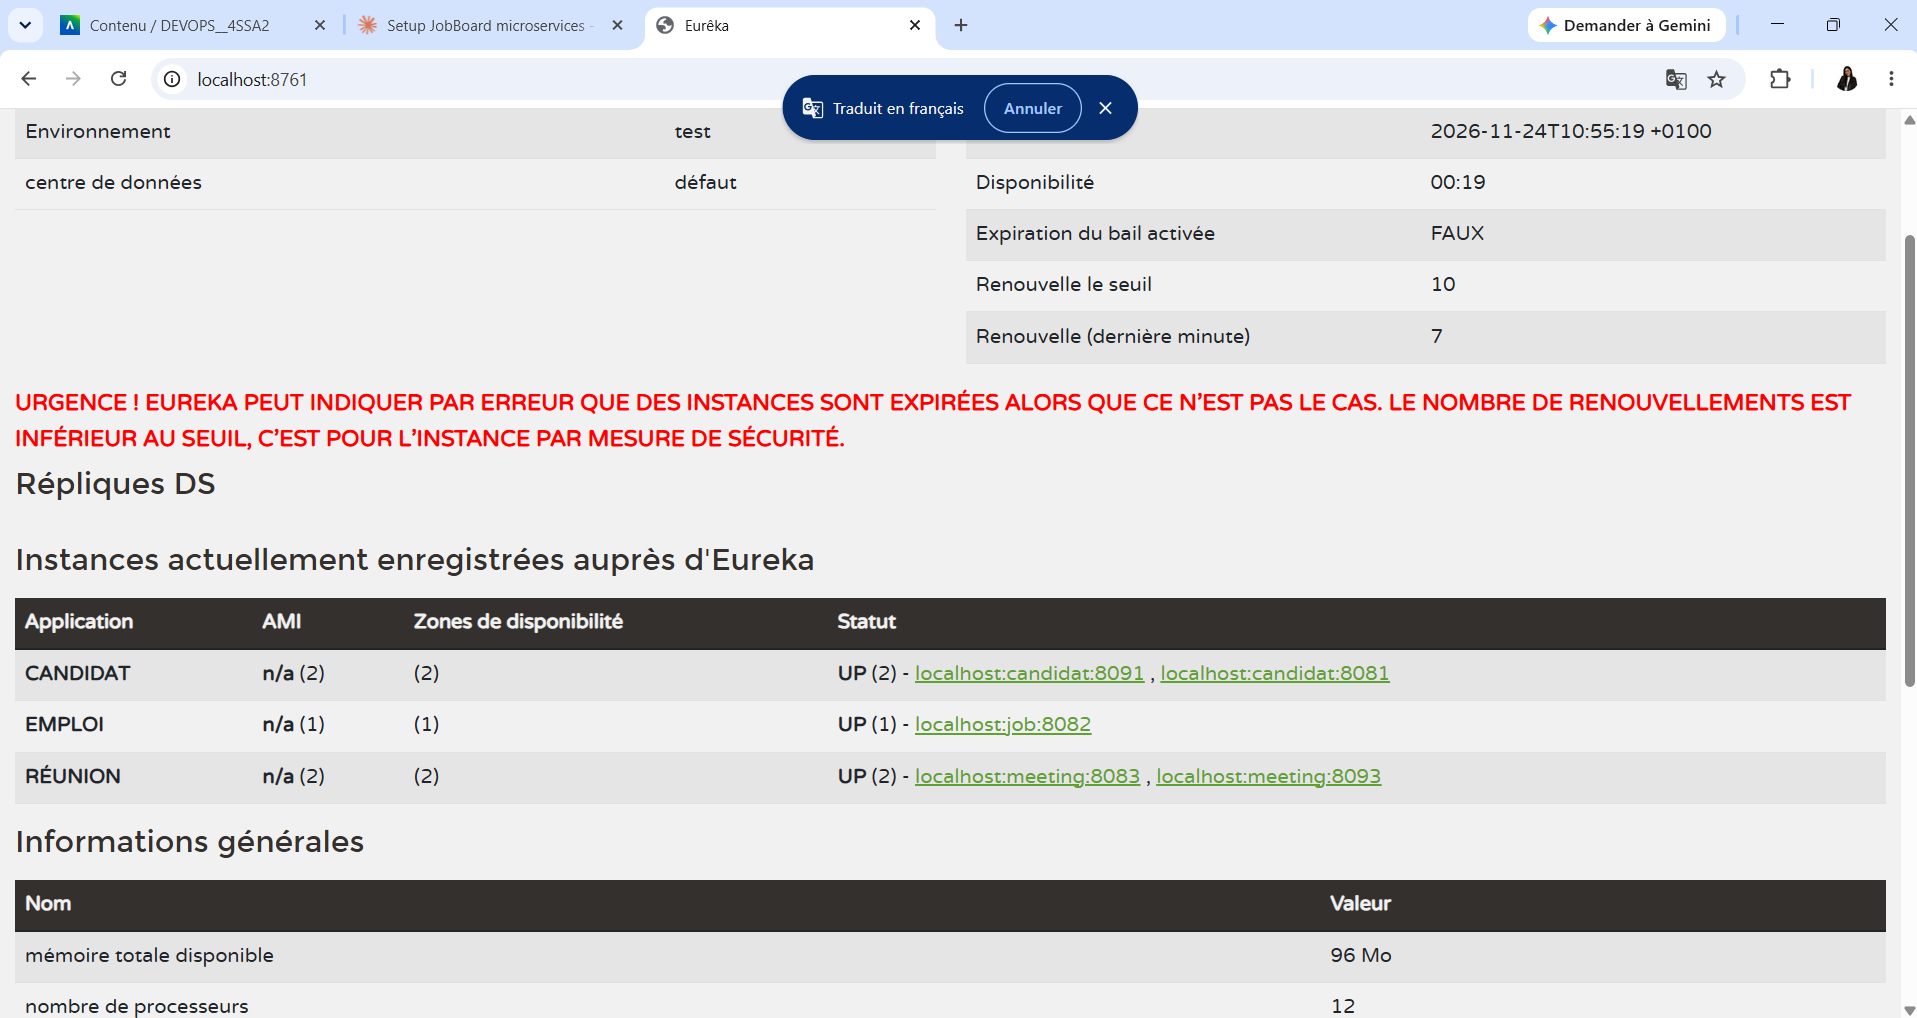 Contenu / DEVOPS__4SSA2
Setup JobBoard microservices -
Eurêka
Demander à Gemini
localhost:8761
Traduit en français
Annuler
Environnement test
2026-11-24T10:55:19 +0100
centre de données défaut
Disponibilité 00:19
Expiration du bail activée FAUX
Renouvelle le seuil 10
Renouvelle (dernière minute) 7
URGENCE ! EUREKA PEUT INDIQUER PAR ERREUR QUE DES INSTANCES SONT EXPIRÉES ALORS QUE CE N'EST PAS LE CAS. LE NOMBRE DE RENOUVELLEMENTS EST
INFÉRIEUR AU SEUIL, C'EST POUR L'INSTANCE PAR MESURE DE SÉCURITÉ.
Répliques DS
Instances actuellement enregistrées auprès d'Eureka
Application AMI Zones de disponibilité Statut
CANDIDAT n/a (2) (2) UP (2) - localhost:candidat:8091 , localhost:candidat:8081
EMPLOI n/a (1) (1) UP (1) - localhost:job:8082
RÉUNION n/a (2) (2) UP (2) - localhost:meeting:8083 , localhost:meeting:8093
Informations générales
Nom Valeur
mémoire totale disponible 96 Mo
nombre de processeurs 12